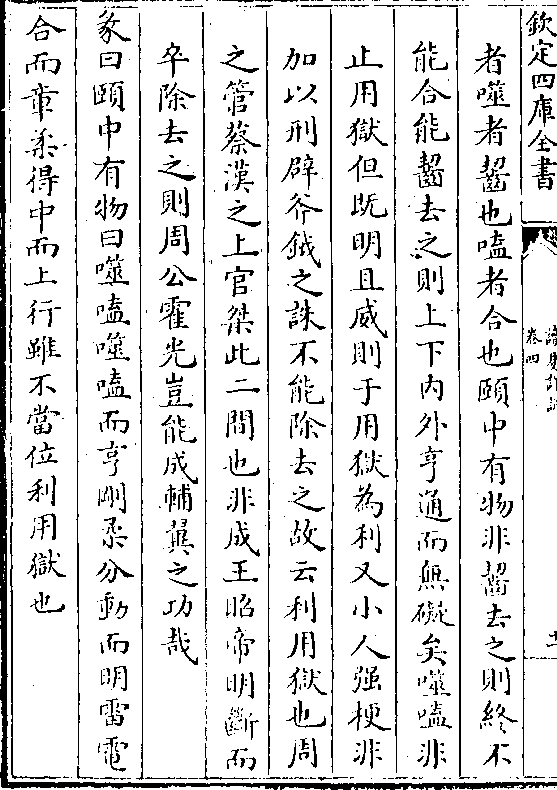 欽定四庫全書
卷四
十一
者噬者齧也嗑者合也頤中有物非齧去之則終不
能合能齧去之則上下內外亨通而無礙矣噬嗑非
止用獄但既明且威則于用獄為利又小人强梗非
加以刑辟斧鉞之誅不能除去之故云利用獄也周
之管蔡漢之上官桀此二間也非成王昭帝明斷而
卒除去之則周公霍光豈能成輔冀之功哉
彖曰頤中有物曰噬嗑噬嗑而亨剛柔分動而明雷電
合而章柔得中而上行雖不當位利用獄也